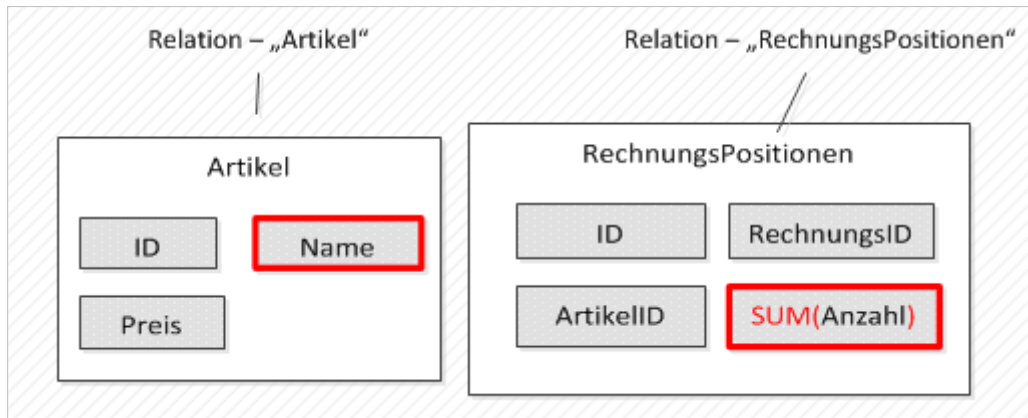 Relation – „Artikel“
Relation – „RechnungsPositionen“
Artikel
ID
Name
Preis
RechnungsPositionen
ID
RechnungsID
ArtikelID
SUM(Anzahl)